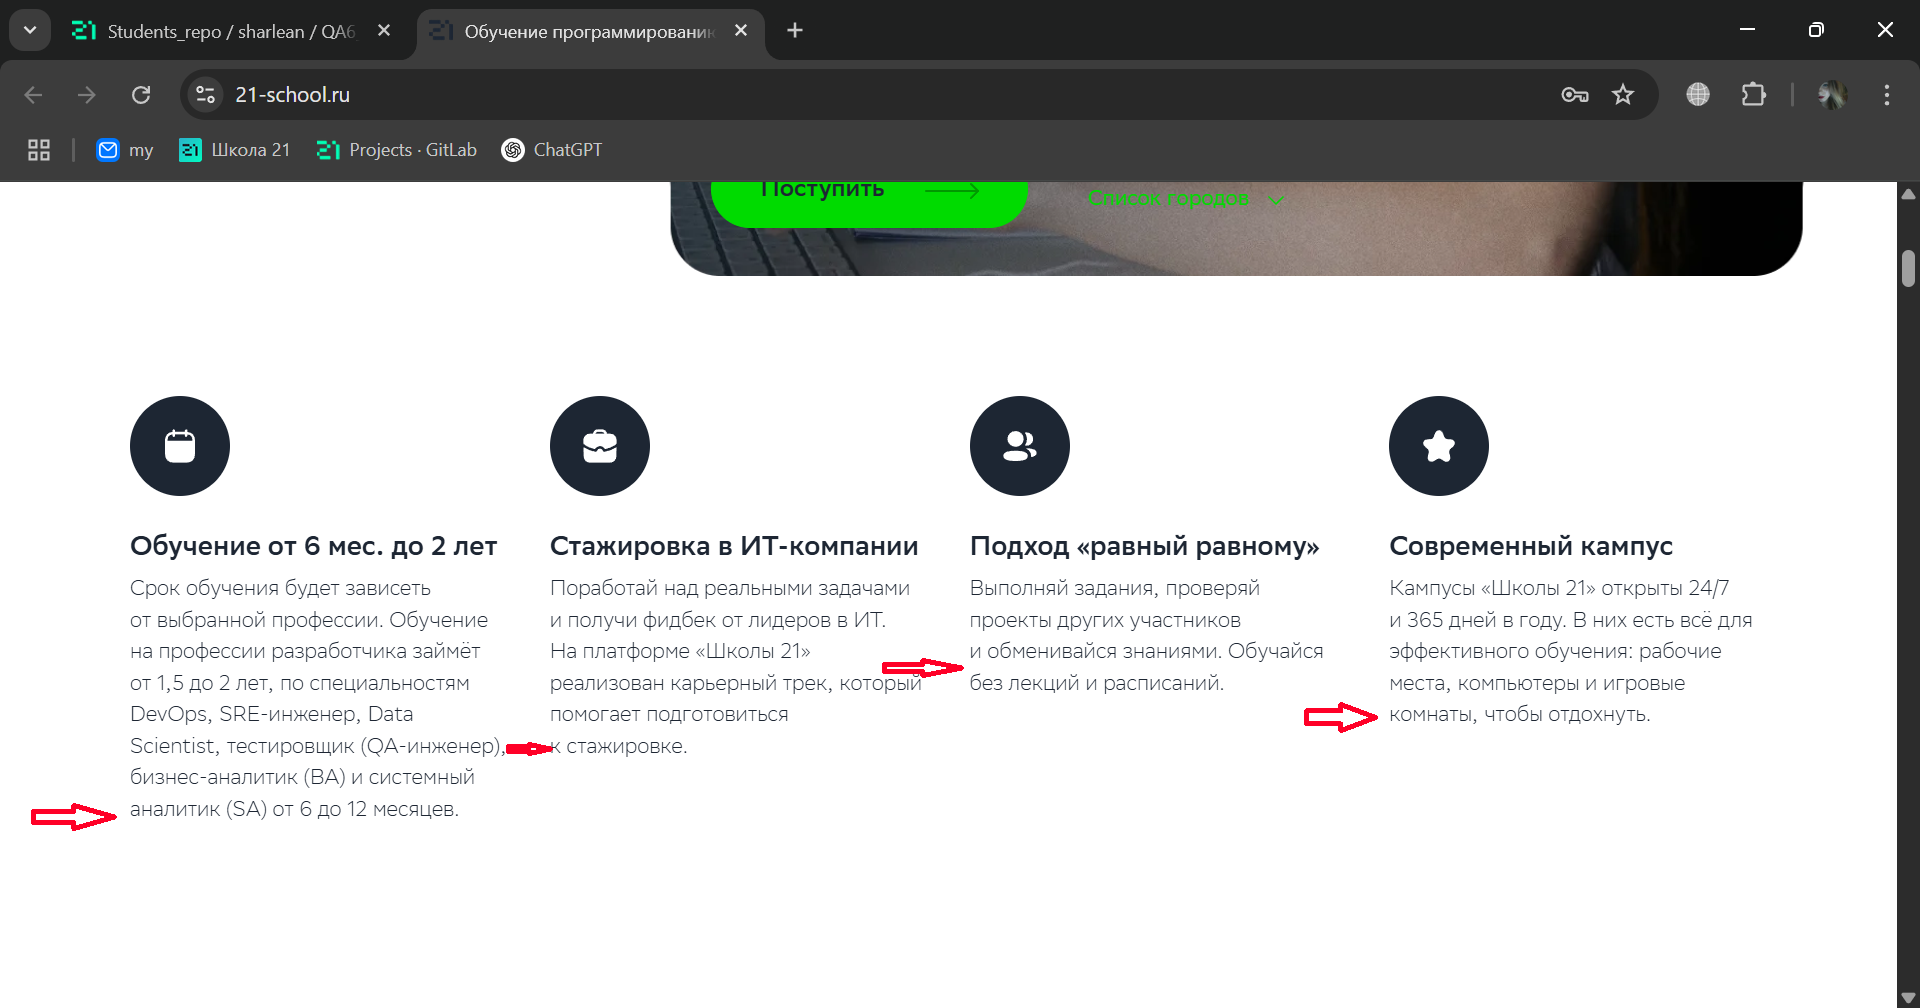 Students_repo / sharlean / QA6_
Обучение программировани
21-school.ru
my
Школа 21
Projects · GitLab
ChatGPT
Поступить
Список городов
Обучение от 6 мес. до 2 лет
Срок обучения будет зависеть
от выбранной профессии. Обучение
на профессии разработчика займёт
от 1,5 до 2 лет, по специальностям
DevOps, SRE-инженер, Data
Scientist, тестировщик (QA-инженер),
бизнес-аналитик (BA) и системный
аналитик (SA) от 6 до 12 месяцев.
Стажировка в ИТ-компании
Поработай над реальными задачами
и получи фидбек от лидеров в ИТ.
На платформе «Школы 21»
реализован карьерный трек, который
помогает подготовиться
к стажировке.
Подход «равный равному»
Выполняй задания, проверяй
проекты других участников
и обменивайся знаниями. Обучайся
без лекций и расписаний.
Современный кампус
Кампусы «Школы 21» открыты 24/7
и 365 дней в году. В них есть всё для
эффективного обучения: рабочие
места, компьютеры и игровые
комнаты, чтобы отдохнуть.